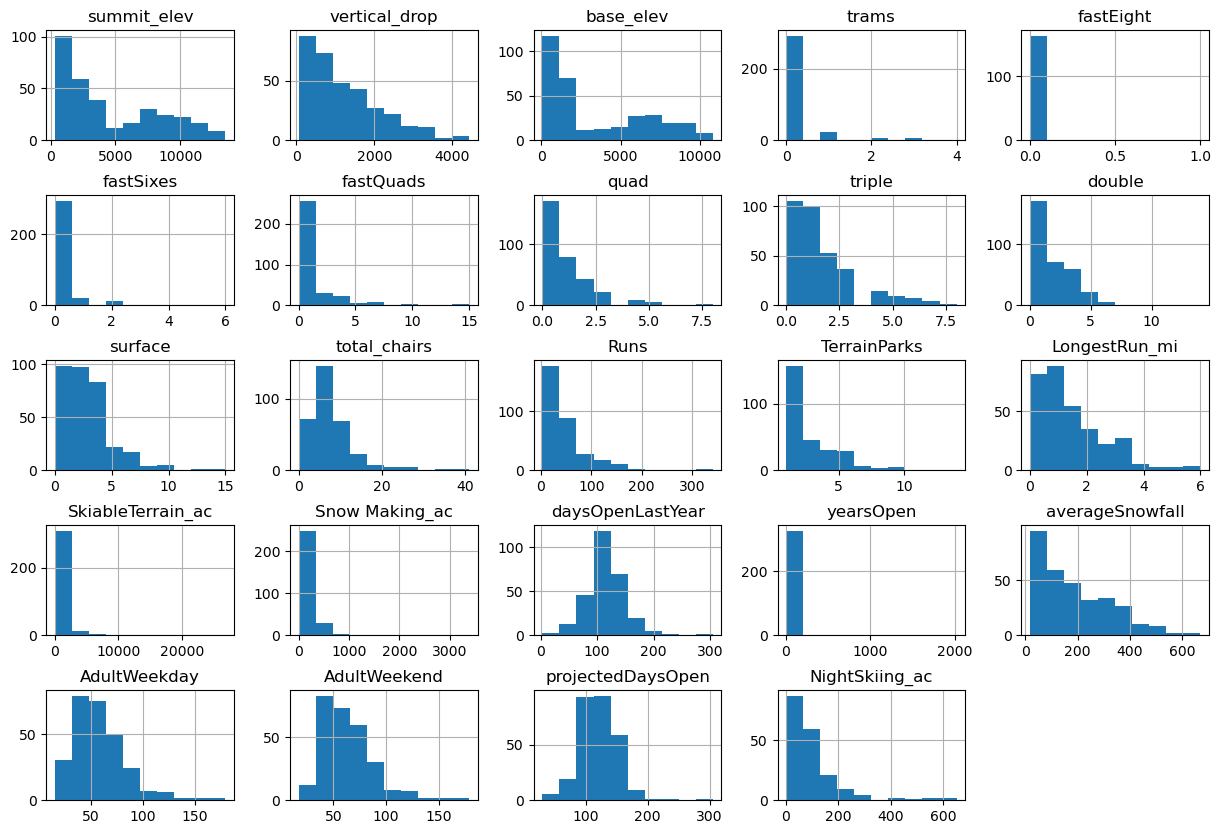 summit_elev vertical_drop base_elev trams fastEight
100 50 0 50 0 100 50 0 200 0 100 0
0 5000 10000 0 2000 4000 0 5000 10000 0 2 4 0.0 0.5 1.0
fastSixes fastQuads quad triple double
200 0 200 100 0 100 0 100 50 0 100 0
0 2 4 6 0 5 10 15 0.0 2.5 5.0 7.5 0.0 2.5 5.0 7.5 0 5 10
surface total_chairs Runs TerrainParks LongestRun_mi
100 50 0 100 0 100 0 100 0 50 0
0 5 10 15 0 20 40 0 100 200 300 5 10 0 2 4 6
SkiableTerrain_ac Snow Making_ac daysOpenLastYear yearsOpen averageSnowfall
200 0 200 100 0 100 50 0 200 0 50 0
0 10000 20000 0 1000 2000 3000 0 100 200 300 0 1000 2000 0 200 400 600
AdultWeekday AdultWeekend projectedDaysOpen NightSkiing_ac
50 0 50 0 50 0 50 0
50 100 150 50 100 150 100 200 300 0 200 400 600